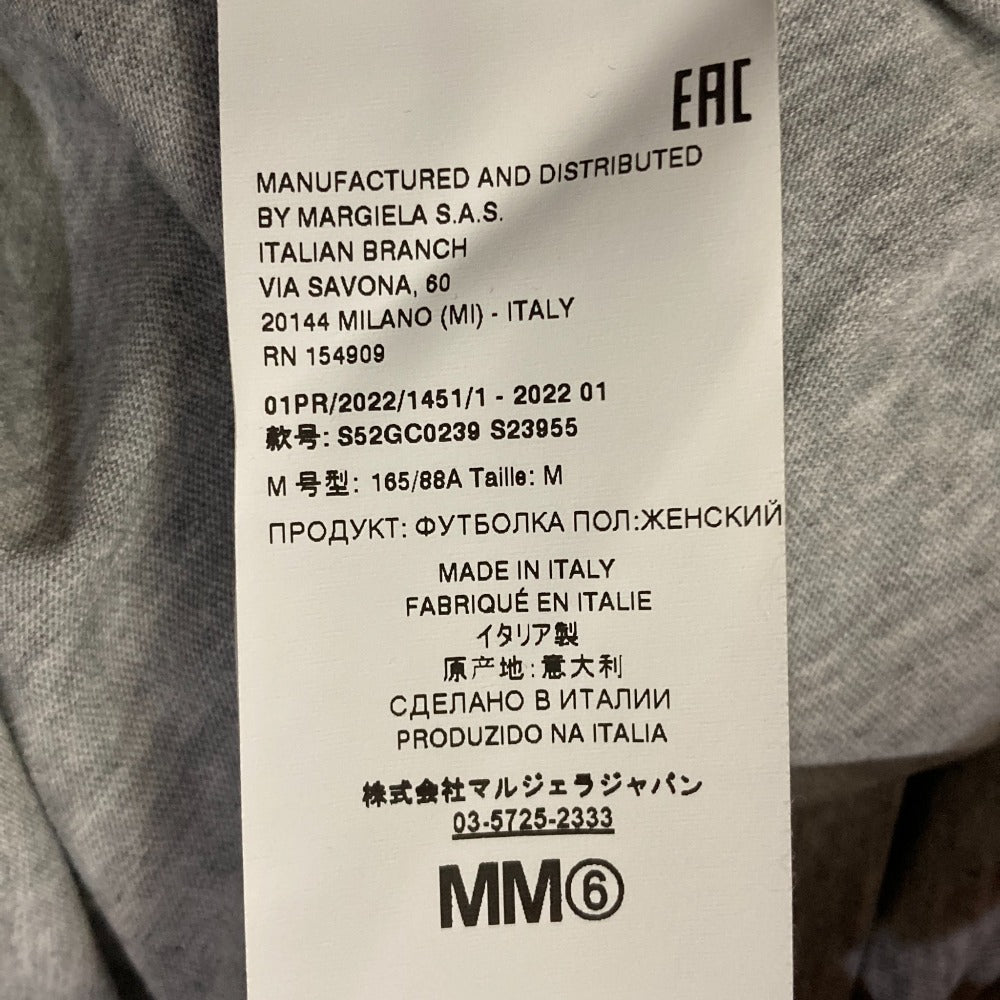 EAC
MANUFACTURED AND DISTRIBUTED
BY MARGIELA S.A.S.
ITALIAN BRANCH
VIA SAVONA, 60
20144 MILANO (MI) - ITALY
RN 154909
01PR/2022/1451/1 - 2022 01
款号: S52GC0239 S23955
M 号型: 165/88A Taille: M
ПРОДУКТ: ФУТБОЛКА ПОЛ:ЖЕНСКИЙ
MADE IN ITALY
FABRIQUÉ EN ITALIE
イタリア製
原产地:意大利
СДЕЛАНО В ИТАЛИИ
PRODUZIDO NA ITALIA
株式会社マルジェラジャパン
03-5725-2333
MM⑥